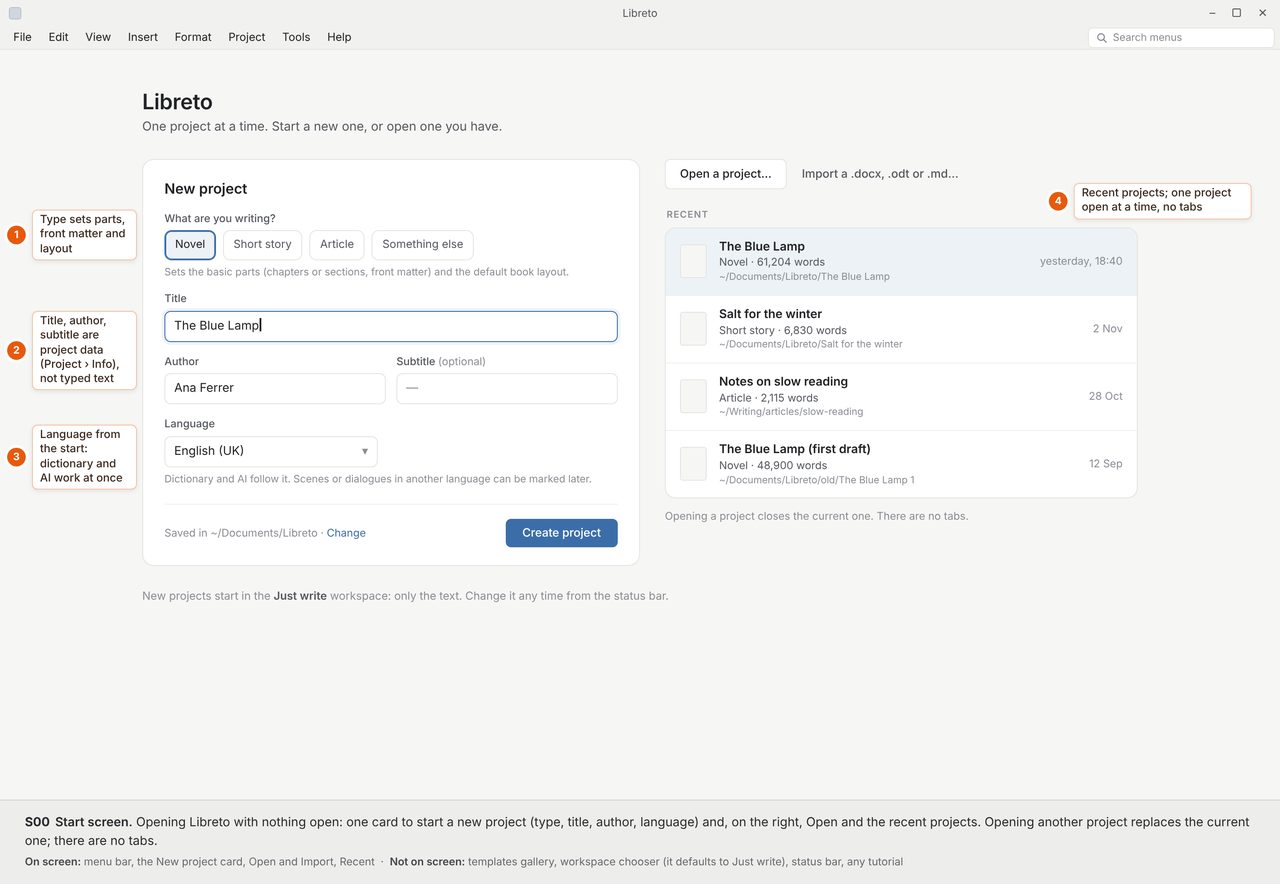 Libreto
File Edit View Insert Format Project Tools Help
Search menus
Libreto
One project at a time. Start a new one, or open one you have.
New project
What are you writing?
Novel Short story Article Something else
Sets the basic parts (chapters or sections, front matter) and the default book layout.
Title
The Blue Lamp
Author Subtitle (optional)
Ana Ferrer —
Language
English (UK)
Dictionary and AI follow it. Scenes or dialogues in another language can be marked later.
Saved in ~/Documents/Libreto · Change
Create project
New projects start in the Just write workspace: only the text. Change it any time from the status bar.
1
Type sets parts,
front matter and
layout
2
Title, author,
subtitle are
project data
(Project › Info),
not typed text
3
Language from
the start:
dictionary and
AI work at once
Open a project… Import a .docx, .odt or .md…
4
Recent projects; one project
open at a time, no tabs
RECENT
The Blue Lamp
Novel · 61,204 words
~/Documents/Libreto/The Blue Lamp
yesterday, 18:40
Salt for the winter
Short story · 6,830 words
~/Documents/Libreto/Salt for the winter
2 Nov
Notes on slow reading
Article · 2,115 words
~/Writing/articles/slow-reading
28 Oct
The Blue Lamp (first draft)
Novel · 48,900 words
~/Documents/Libreto/old/The Blue Lamp 1
12 Sep
Opening a project closes the current one. There are no tabs.
S00 Start screen. Opening Libreto with nothing open: one card to start a new project (type, title, author, language) and, on the right, Open and the recent projects. Opening another project replaces the current
one; there are no tabs.
On screen: menu bar, the New project card, Open and Import, Recent · Not on screen: templates gallery, workspace chooser (it defaults to Just write), status bar, any tutorial